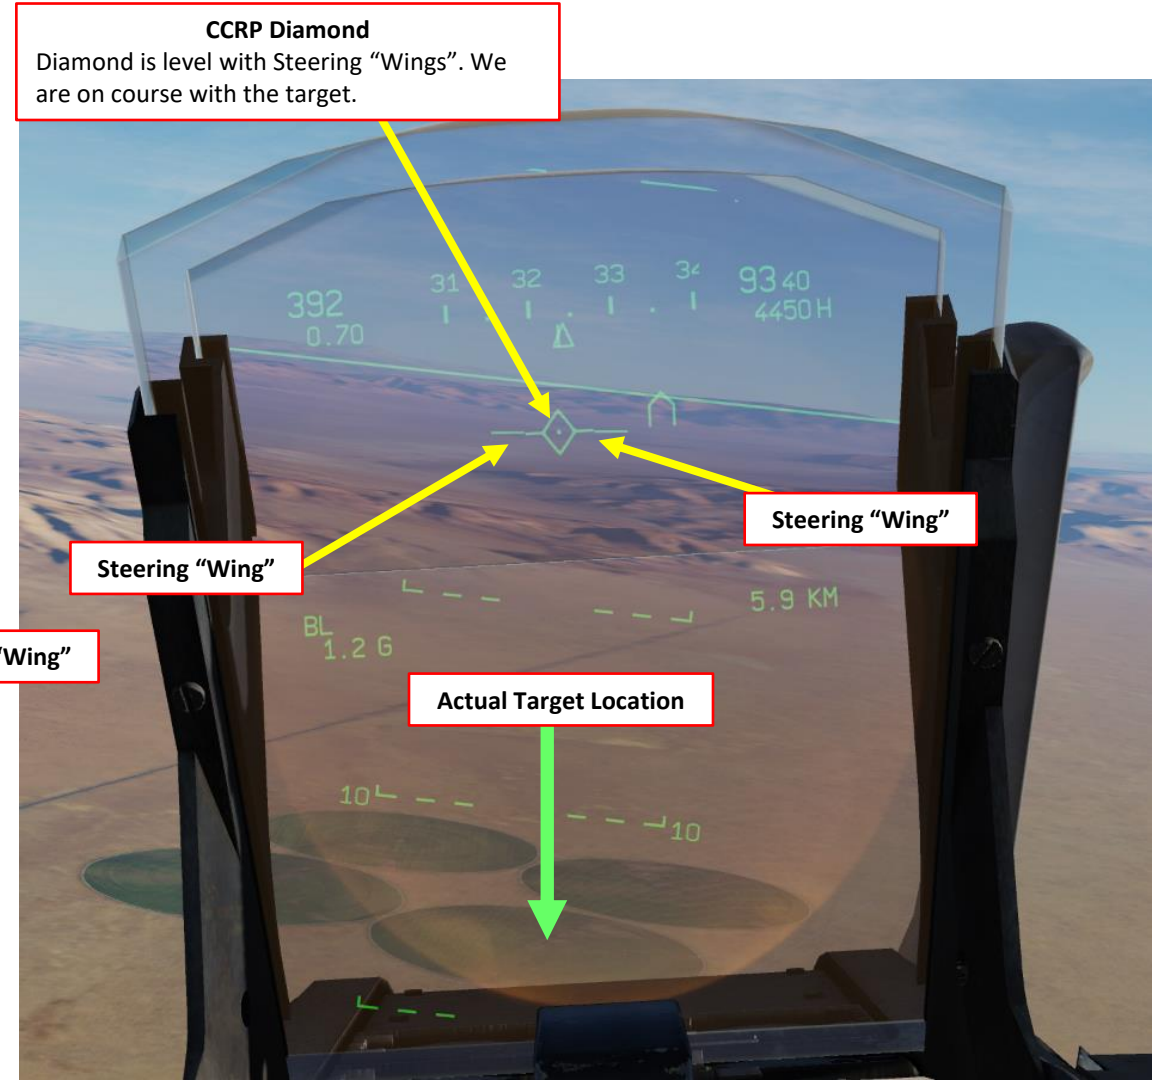 CCRP Diamond
Diamond is level with Steering “Wings”. We
are on course with the target.
31 32 33 34
392
0.70
9340
4450H
Steering “Wing”
Steering “Wing”
5.9 KM
BL
1.2 G
“Wing”
Actual Target Location
10
10